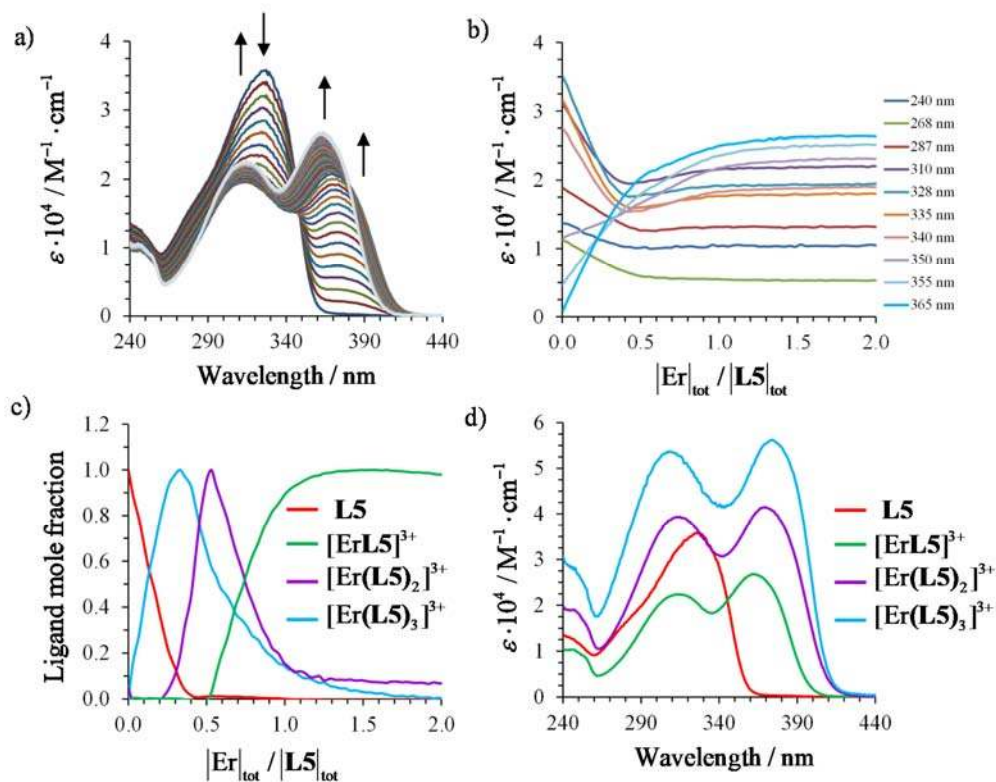 a)
ε·10⁴ / M⁻¹·cm⁻¹
4
3
2
1
0
240 290 340 390 440
Wavelength / nm
b)
ε·10⁴ / M⁻¹·cm⁻¹
4
3
2
1
0
0.0 0.5 1.0 1.5 2.0
|Er|tot / |L5|tot
240 nm
268 nm
287 nm
310 nm
328 nm
335 nm
340 nm
350 nm
355 nm
365 nm
c)
Ligand mole fraction
1.2
1.0
0.8
0.6
0.4
0.2
0.0
0.0 0.5 1.0 1.5 2.0
|Er|tot / |L5|tot
L5
[ErL5]³⁺
[Er(L5)₂]³⁺
[Er(L5)₃]³⁺
d)
ε·10⁴ / M⁻¹·cm⁻¹
6
5
4
3
2
1
0
240 290 340 390 440
Wavelength / nm
L5
[ErL5]³⁺
[Er(L5)₂]³⁺
[Er(L5)₃]³⁺